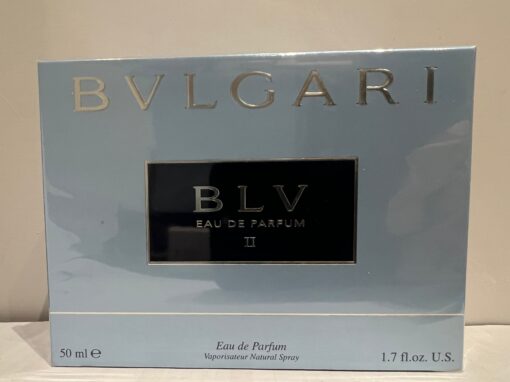 BVLGARI
BLV
EAU DE PARFUM
II
Eau de Parfum
Vaporisateur Natural Spray
50 ml ℮
1.7 fl.oz. U.S.